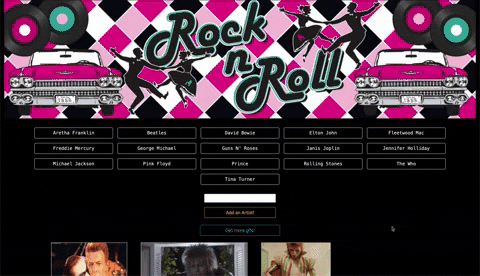 Rock
n
Roll
Aretha Franklin
Beatles
David Bowie
Elton John
Fleetwood Mac
Freddie Mercury
George Michael
Guns N' Roses
Janis Joplin
Jennifer Holliday
Michael Jackson
Pink Floyd
Prince
Rolling Stones
The Who
Tina Turner
Add an Artist!
Get more gifs!